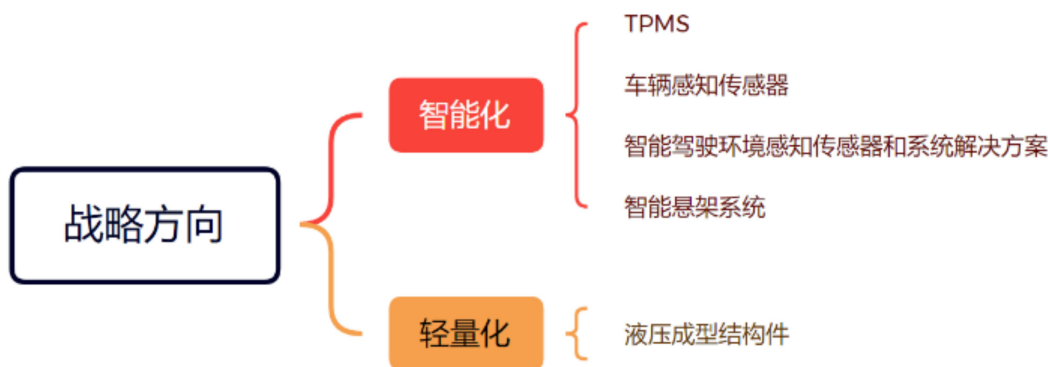 战略方向
智能化
TPMS
车辆感知传感器
智能驾驶环境感知传感器和系统解决方案
智能悬架系统
轻量化
液压成型结构件